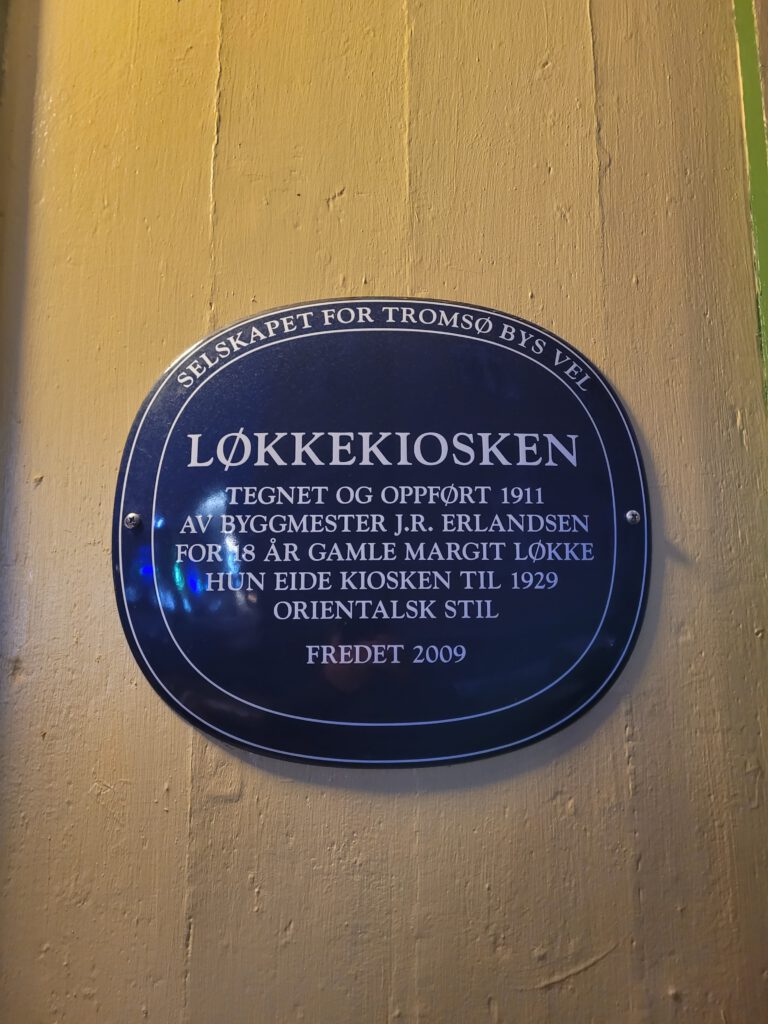 SELSKAPET FOR TROMSØ BYS VEL
LØKKEKIOSKEN
TEGNET OG OPPFØRT 1911
AV BYGGMESTER J.R. ERLANDSEN
FOR 18 ÅR GAMLE MARGIT LØKKE
HUN EIDE KIOSKEN TIL 1929
ORIENTALSK STIL
FREDET 2009